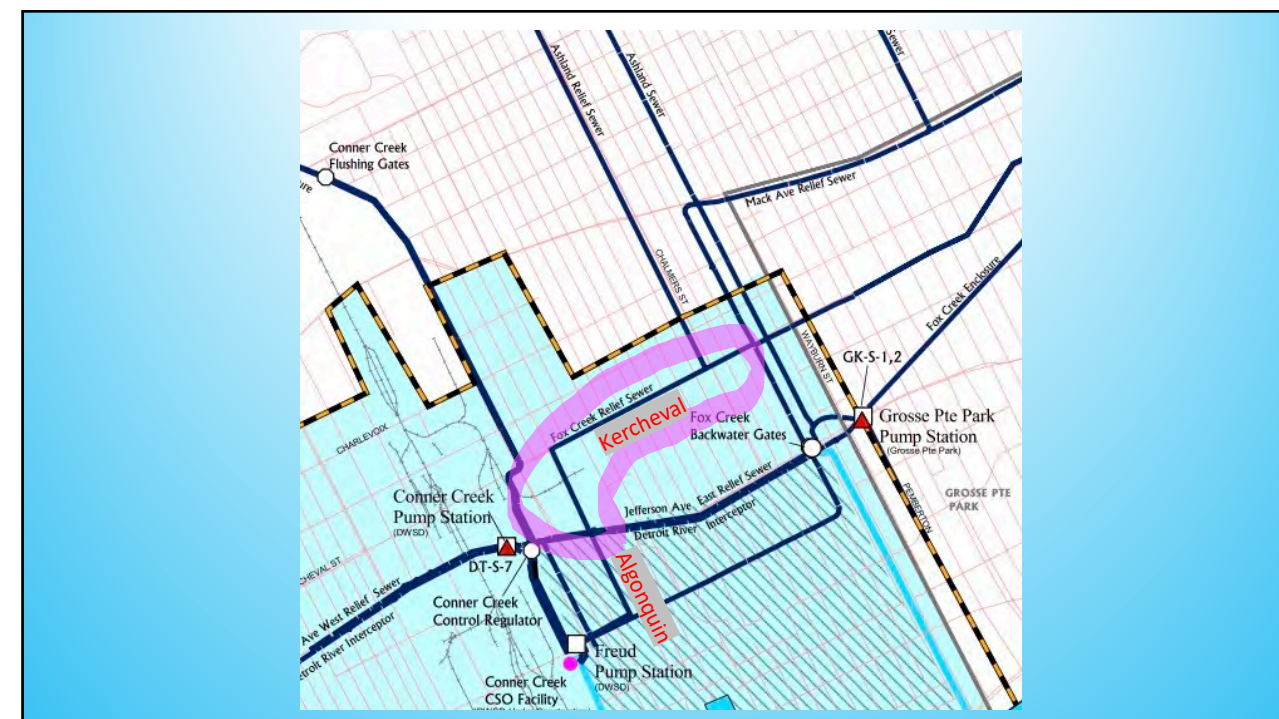 Sewer
Ashland Relief Sewer
Ashland Sewer
Conner Creek
Flushing Gates
Mack Ave Relief Sewer
CHALMERS ST
Fox Creek Enclosure
WAYBURN ST
GK-S-1,2
Fox Creek Relief Sewer
Kercheval
Fox Creek
Backwater Gates
Grosse Pte Park
Pump Station
(Grosse Pte Park)
CHARLEVOIX
Conner Creek
Pump Station
(DWSD)
Jefferson Ave East Relief Sewer
Detroit River Interceptor
PEMBERTON
GROSSE PTE
PARK
DT-S-7
CHEVAL ST
Algonquin
Ave West Relief Sewer
etroit River Interceptor
Conner Creek
Control Regulator
Freud
Pump Station
(DWSD)
Conner Creek
CSO Facility